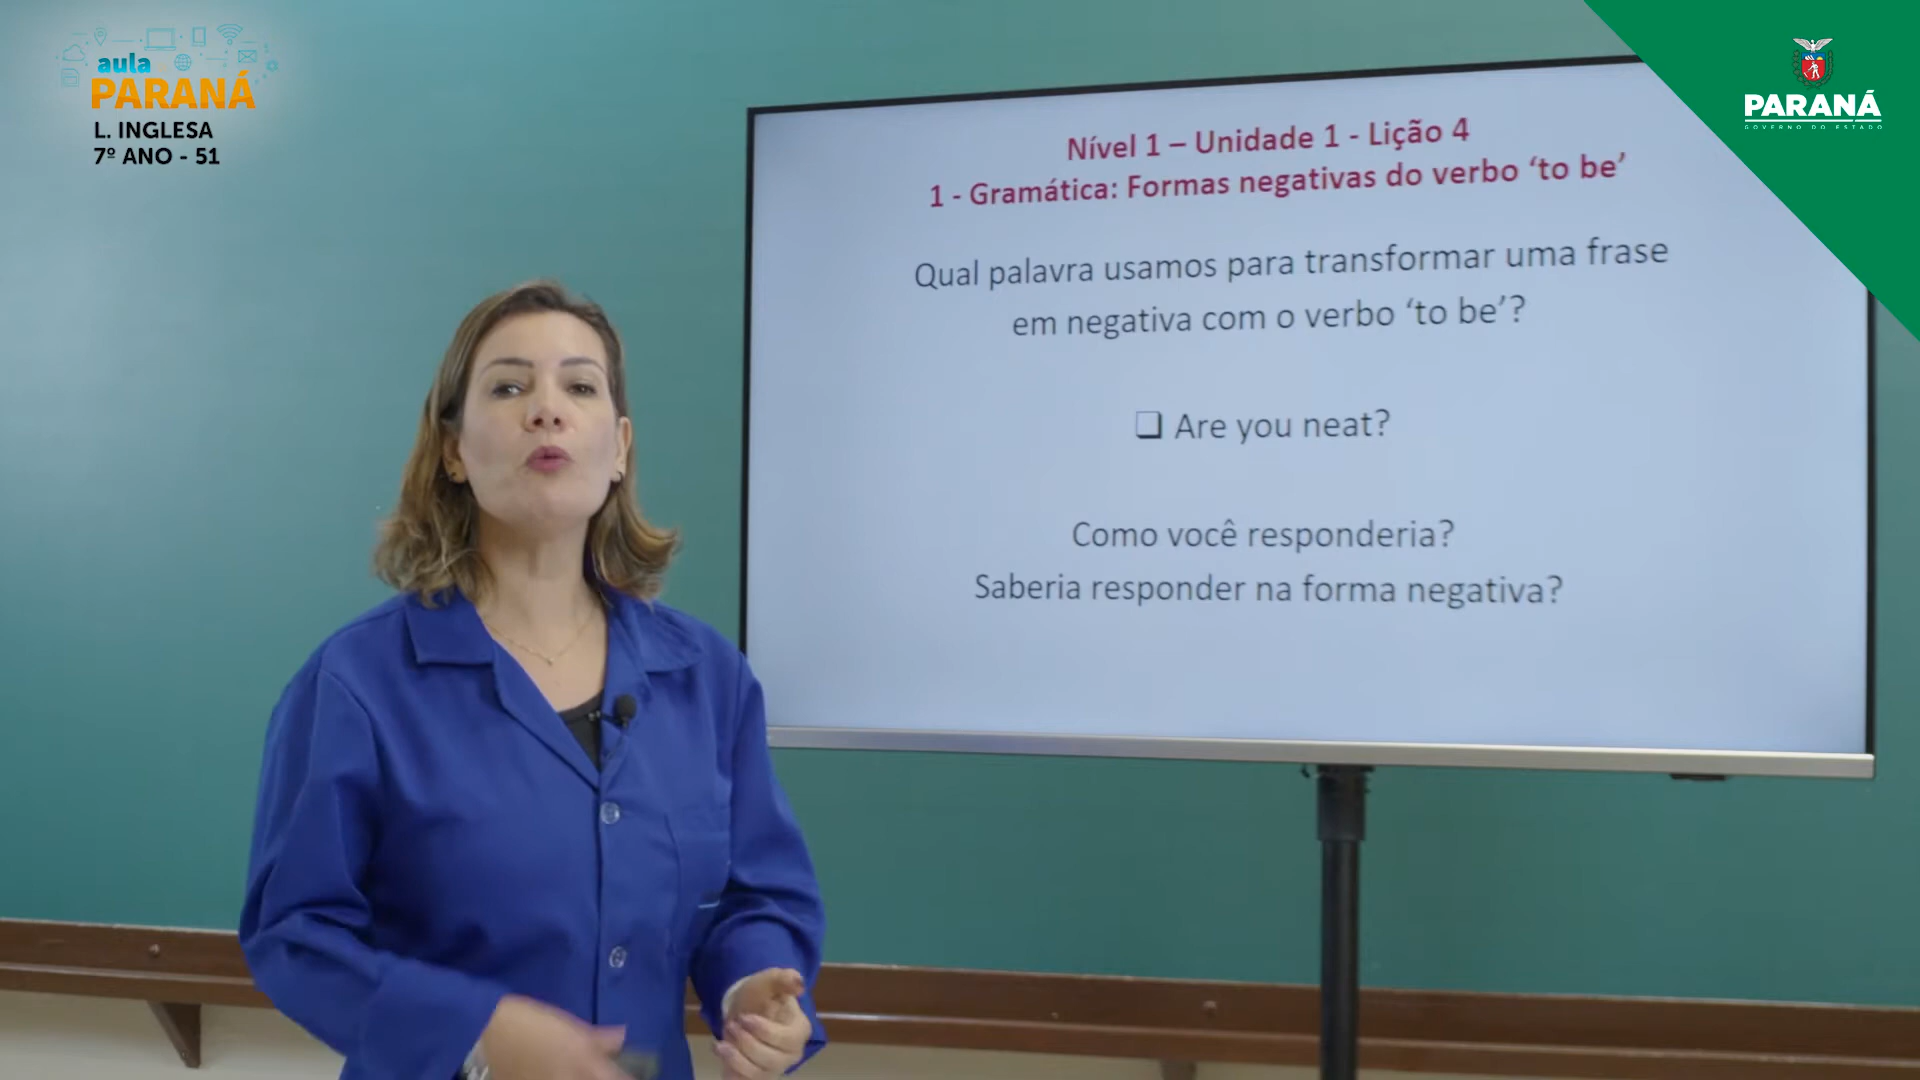 aula
PARANÁ
L. INGLESA
7º ANO - 51
PARANÁ
GOVERNO DO ESTADO
Nível 1 – Unidade 1 - Lição 4
1 - Gramática: Formas negativas do verbo ‘to be’
Qual palavra usamos para transformar uma frase
em negativa com o verbo ‘to be’?
❑ Are you neat?
Como você responderia?
Saberia responder na forma negativa?